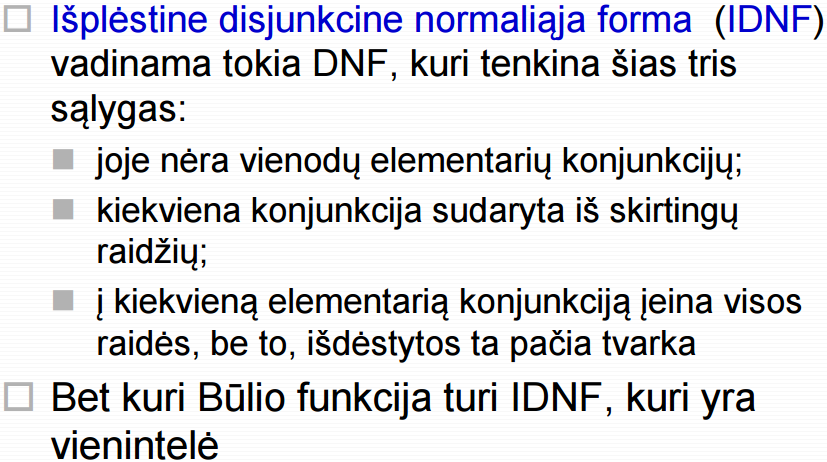 Išplėstine disjunkcine normaliąja forma (IDNF)
vadinama tokia DNF, kuri tenkina šias tris
sąlygas:
joje nėra vienodų elementarių konjunkcijų;
kiekviena konjunkcija sudaryta iš skirtingų
raidžių;
į kiekvieną elementarią konjunkciją įeina visos
raidės, be to, išdėstytos ta pačia tvarka
Bet kuri Būlio funkcija turi IDNF, kuri yra
vienintelė